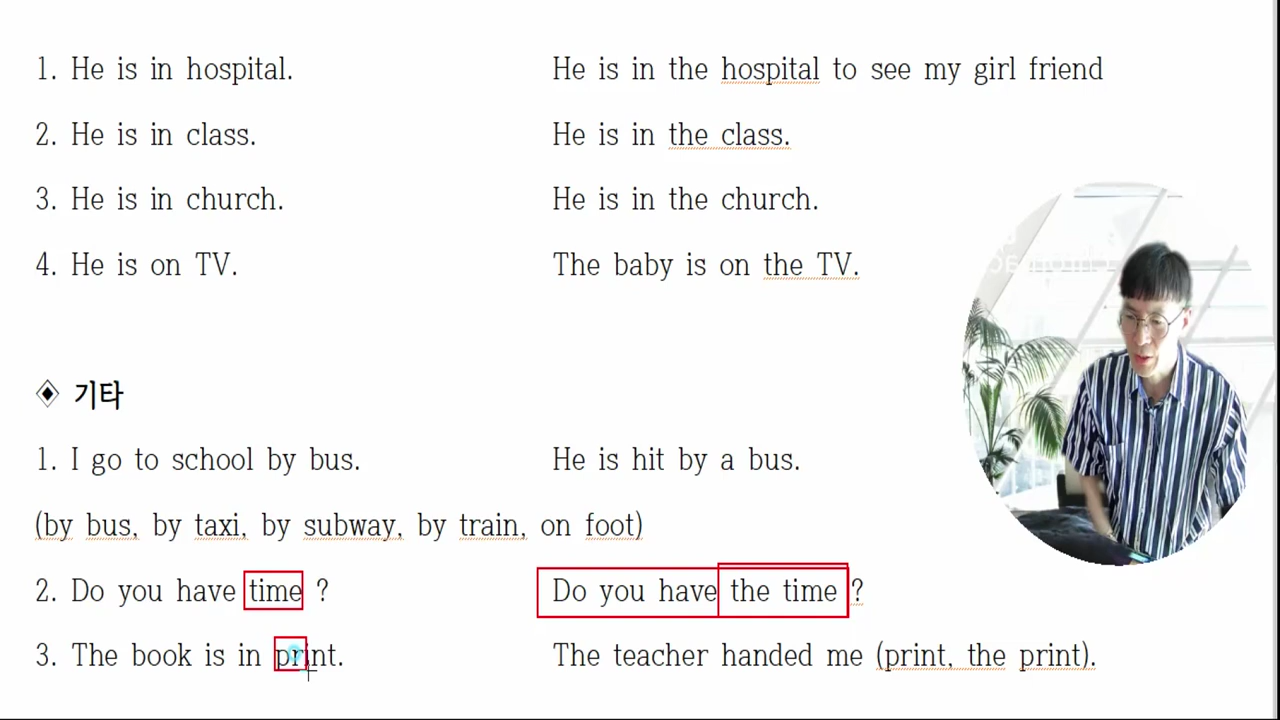 1. He is in hospital. He is in the hospital to see my girl friend
2. He is in class. He is in the class.
3. He is in church. He is in the church.
4. He is on TV. The baby is on the TV.
◈ 기타
1. I go to school by bus. He is hit by a bus.
(by bus, by taxi, by subway, by train, on foot)
2. Do you have time ? Do you have the time ?
3. The book is in print. The teacher handed me (print, the print).